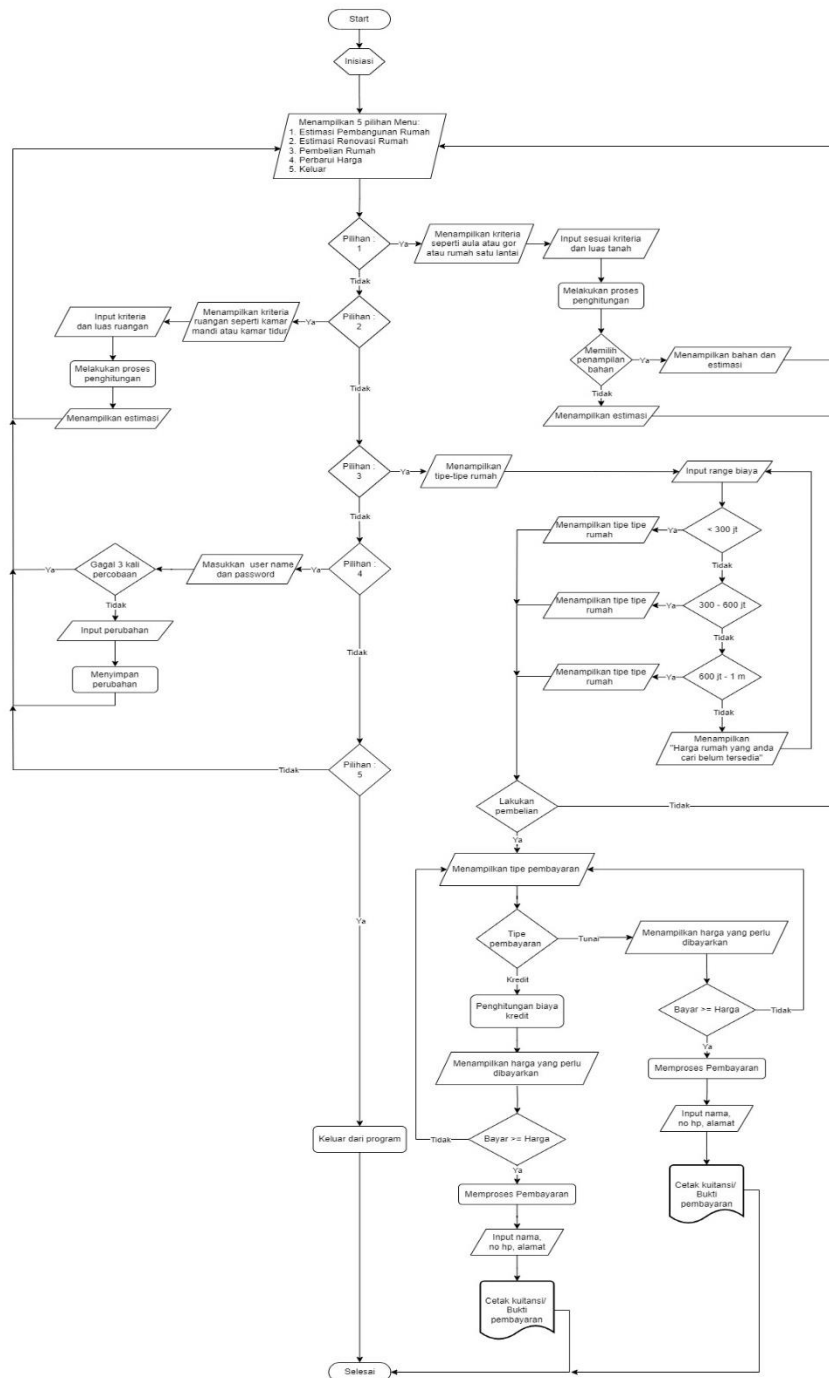 Start
Inisiasi
Menampilkan 5 pilihan Menu:
1. Estimasi Pembangunan Rumah
2. Estimasi Renovasi Rumah
3. Pembelian Rumah
4. Perbarui Harga
5. Keluar
Pilihan :
1
Ya
Menampilkan kriteria
seperti aula atau gor
atau rumah satu lantai
Input sesuai kriteria
dan luas tanah
Melakukan proses
penghitungan
Memilih
penampilan
bahan
Ya
Menampilkan bahan dan
estimasi
Tidak
Menampilkan estimasi
Tidak
Pilihan :
2
Ya
Menampilkan kriteria
ruangan seperti kamar
mandi atau kamar tidur
Input kriteria
dan luas ruangan
Melakukan proses
penghitungan
Menampilkan estimasi
Tidak
Pilihan :
3
Ya
Menampilkan
tipe-tipe rumah
Input range biaya
< 300 jt
Ya
Menampilkan tipe tipe
rumah
Tidak
300 - 600 jt
Ya
Menampilkan tipe tipe
rumah
Tidak
600 jt - 1 m
Ya
Menampilkan tipe tipe
rumah
Tidak
Menampilkan
"Harga rumah yang anda
cari belum tersedia"
Tidak
Pilihan :
4
Ya
Masukkan user name
dan password
Gagal 3 kali
percobaan
Ya
Tidak
Input perubahan
Menyimpan
perubahan
Tidak
Pilihan :
5
Tidak
Ya
Keluar dari program
Lakukan
pembelian
Tidak
Ya
Menampilkan tipe pembayaran
Tipe
pembayaran
Tunai
Menampilkan harga yang perlu
dibayarkan
Bayar >= Harga
Tidak
Ya
Memproses Pembayaran
Input nama,
no hp, alamat
Cetak kuitansi/
Bukti
pembayaran
Kredit
Penghitungan biaya
kredit
Menampilkan harga yang perlu
dibayarkan
Bayar >= Harga
Tidak
Ya
Memproses Pembayaran
Input nama,
no hp, alamat
Cetak kuitansi/
Bukti
pembayaran
Selesai